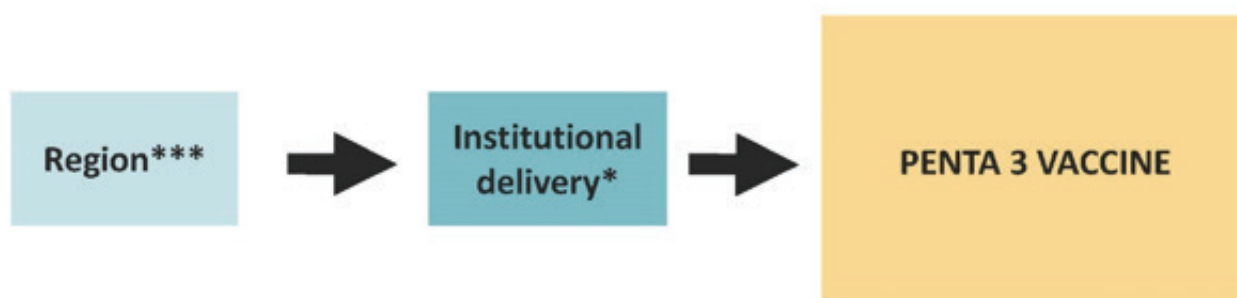 Region***
Institutional
delivery*
PENTA 3 VACCINE